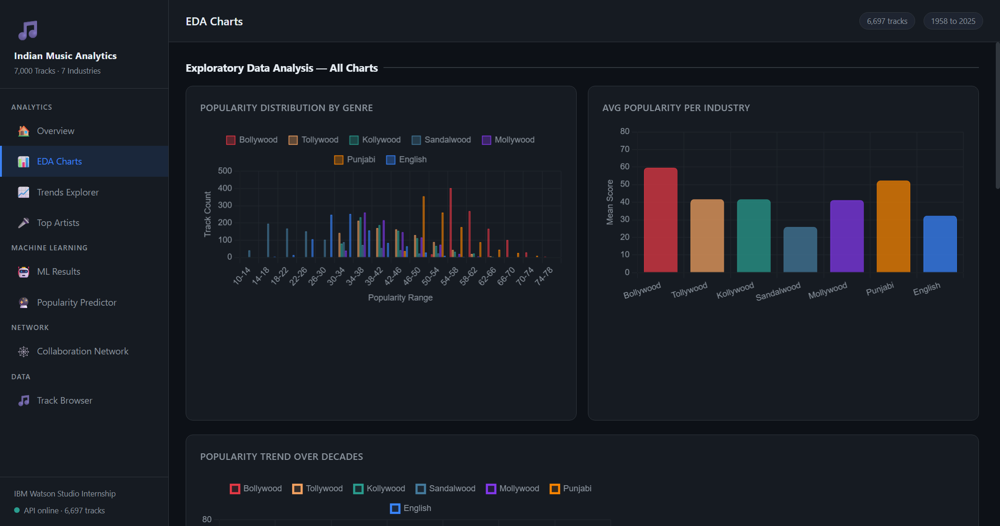 Indian Music Analytics
7,000 Tracks · 7 Industries
ANALYTICS
Overview
EDA Charts
Trends Explorer
Top Artists
MACHINE LEARNING
ML Results
Popularity Predictor
NETWORK
Collaboration Network
DATA
Track Browser
IBM Watson Studio Internship
API online · 6,697 tracks
EDA Charts
6,697 tracks
1958 to 2025
Exploratory Data Analysis — All Charts
POPULARITY DISTRIBUTION BY GENRE
Bollywood Tollywood Kollywood Sandalwood Mollywood
Punjabi English
Track Count
500
400
300
200
100
0
10-14 14-18 18-22 22-26 26-30 30-34 34-38 38-42 42-46 46-50 50-54 54-58 58-62 62-66 66-70 70-74 74-78
Popularity Range
AVG POPULARITY PER INDUSTRY
Mean Score
80
70
60
50
40
30
20
10
0
Bollywood Tollywood Kollywood Sandalwood Mollywood Punjabi English
POPULARITY TREND OVER DECADES
Bollywood Tollywood Kollywood Sandalwood Mollywood Punjabi
English
80